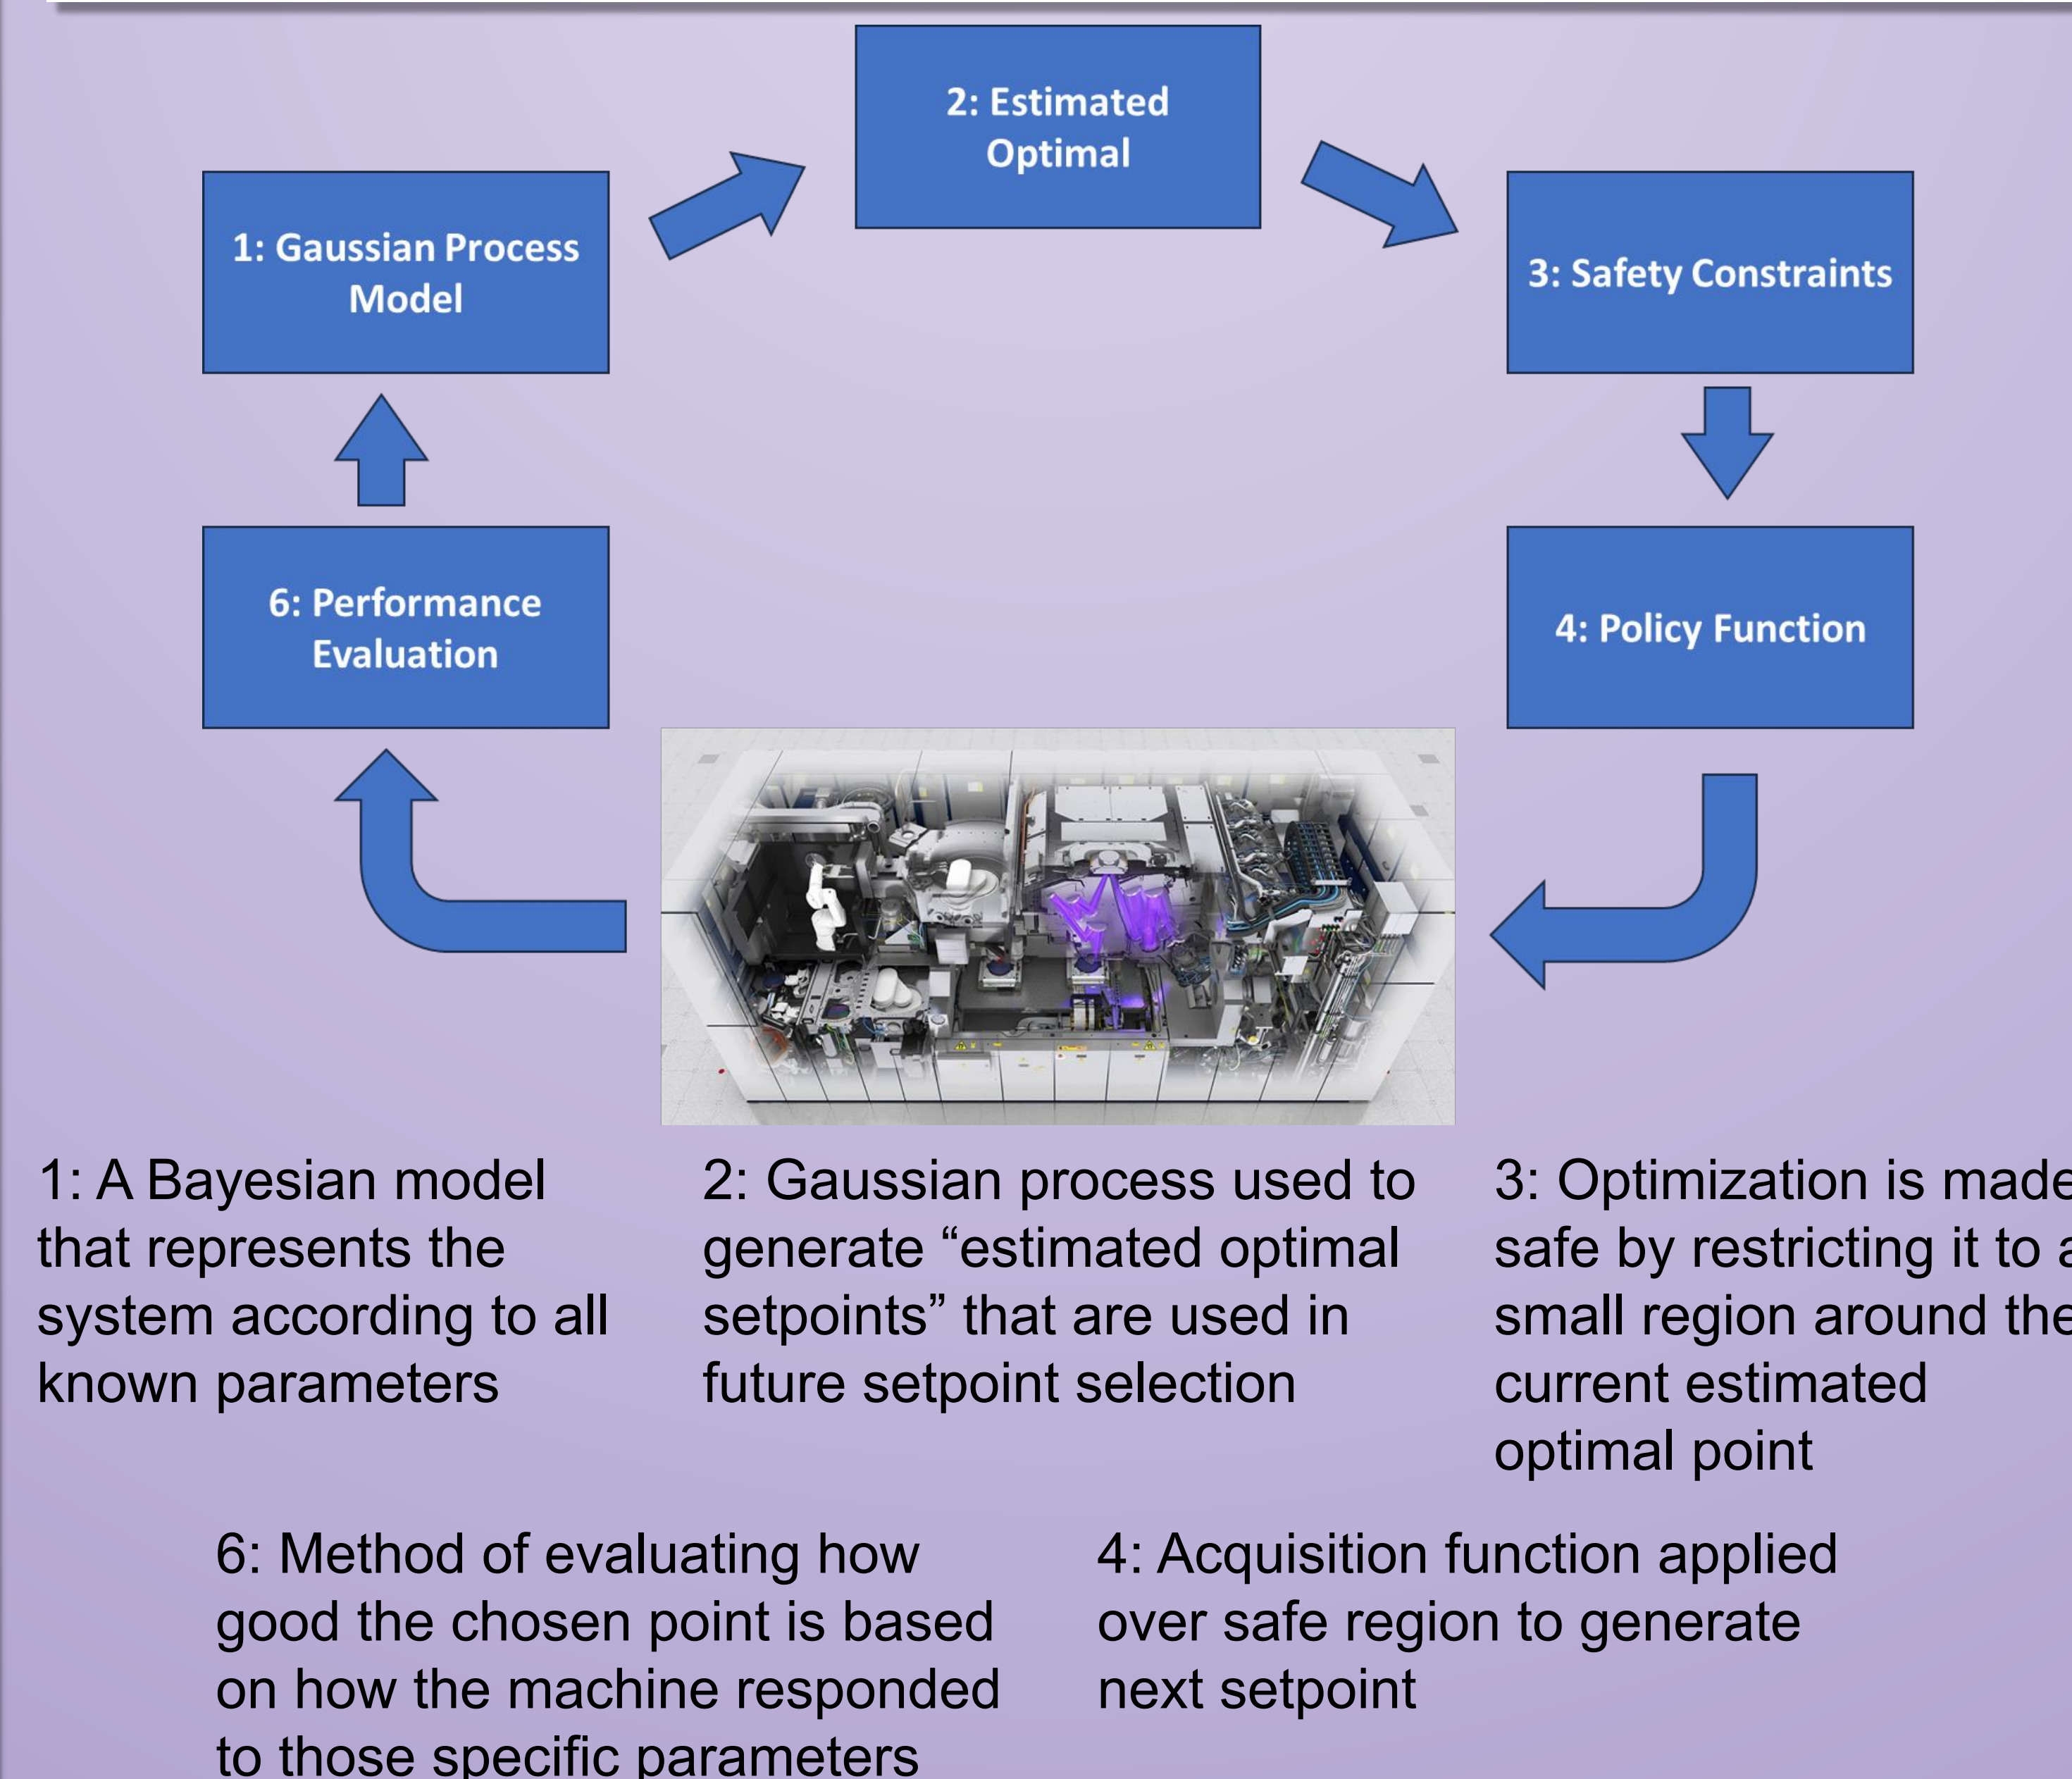 2: Estimated
Optimal
1: Gaussian Process
Model
3: Safety Constraints
6: Performance
Evaluation
4: Policy Function
1: A Bayesian model
that represents the
system according to all
known parameters
2: Gaussian process used to
generate “estimated optimal
setpoints” that are used in
future setpoint selection
3: Optimization is made
safe by restricting it to a
small region around the
current estimated
optimal point
6: Method of evaluating how
good the chosen point is based
on how the machine responded
to those specific parameters
4: Acquisition function applied
over safe region to generate
next setpoint